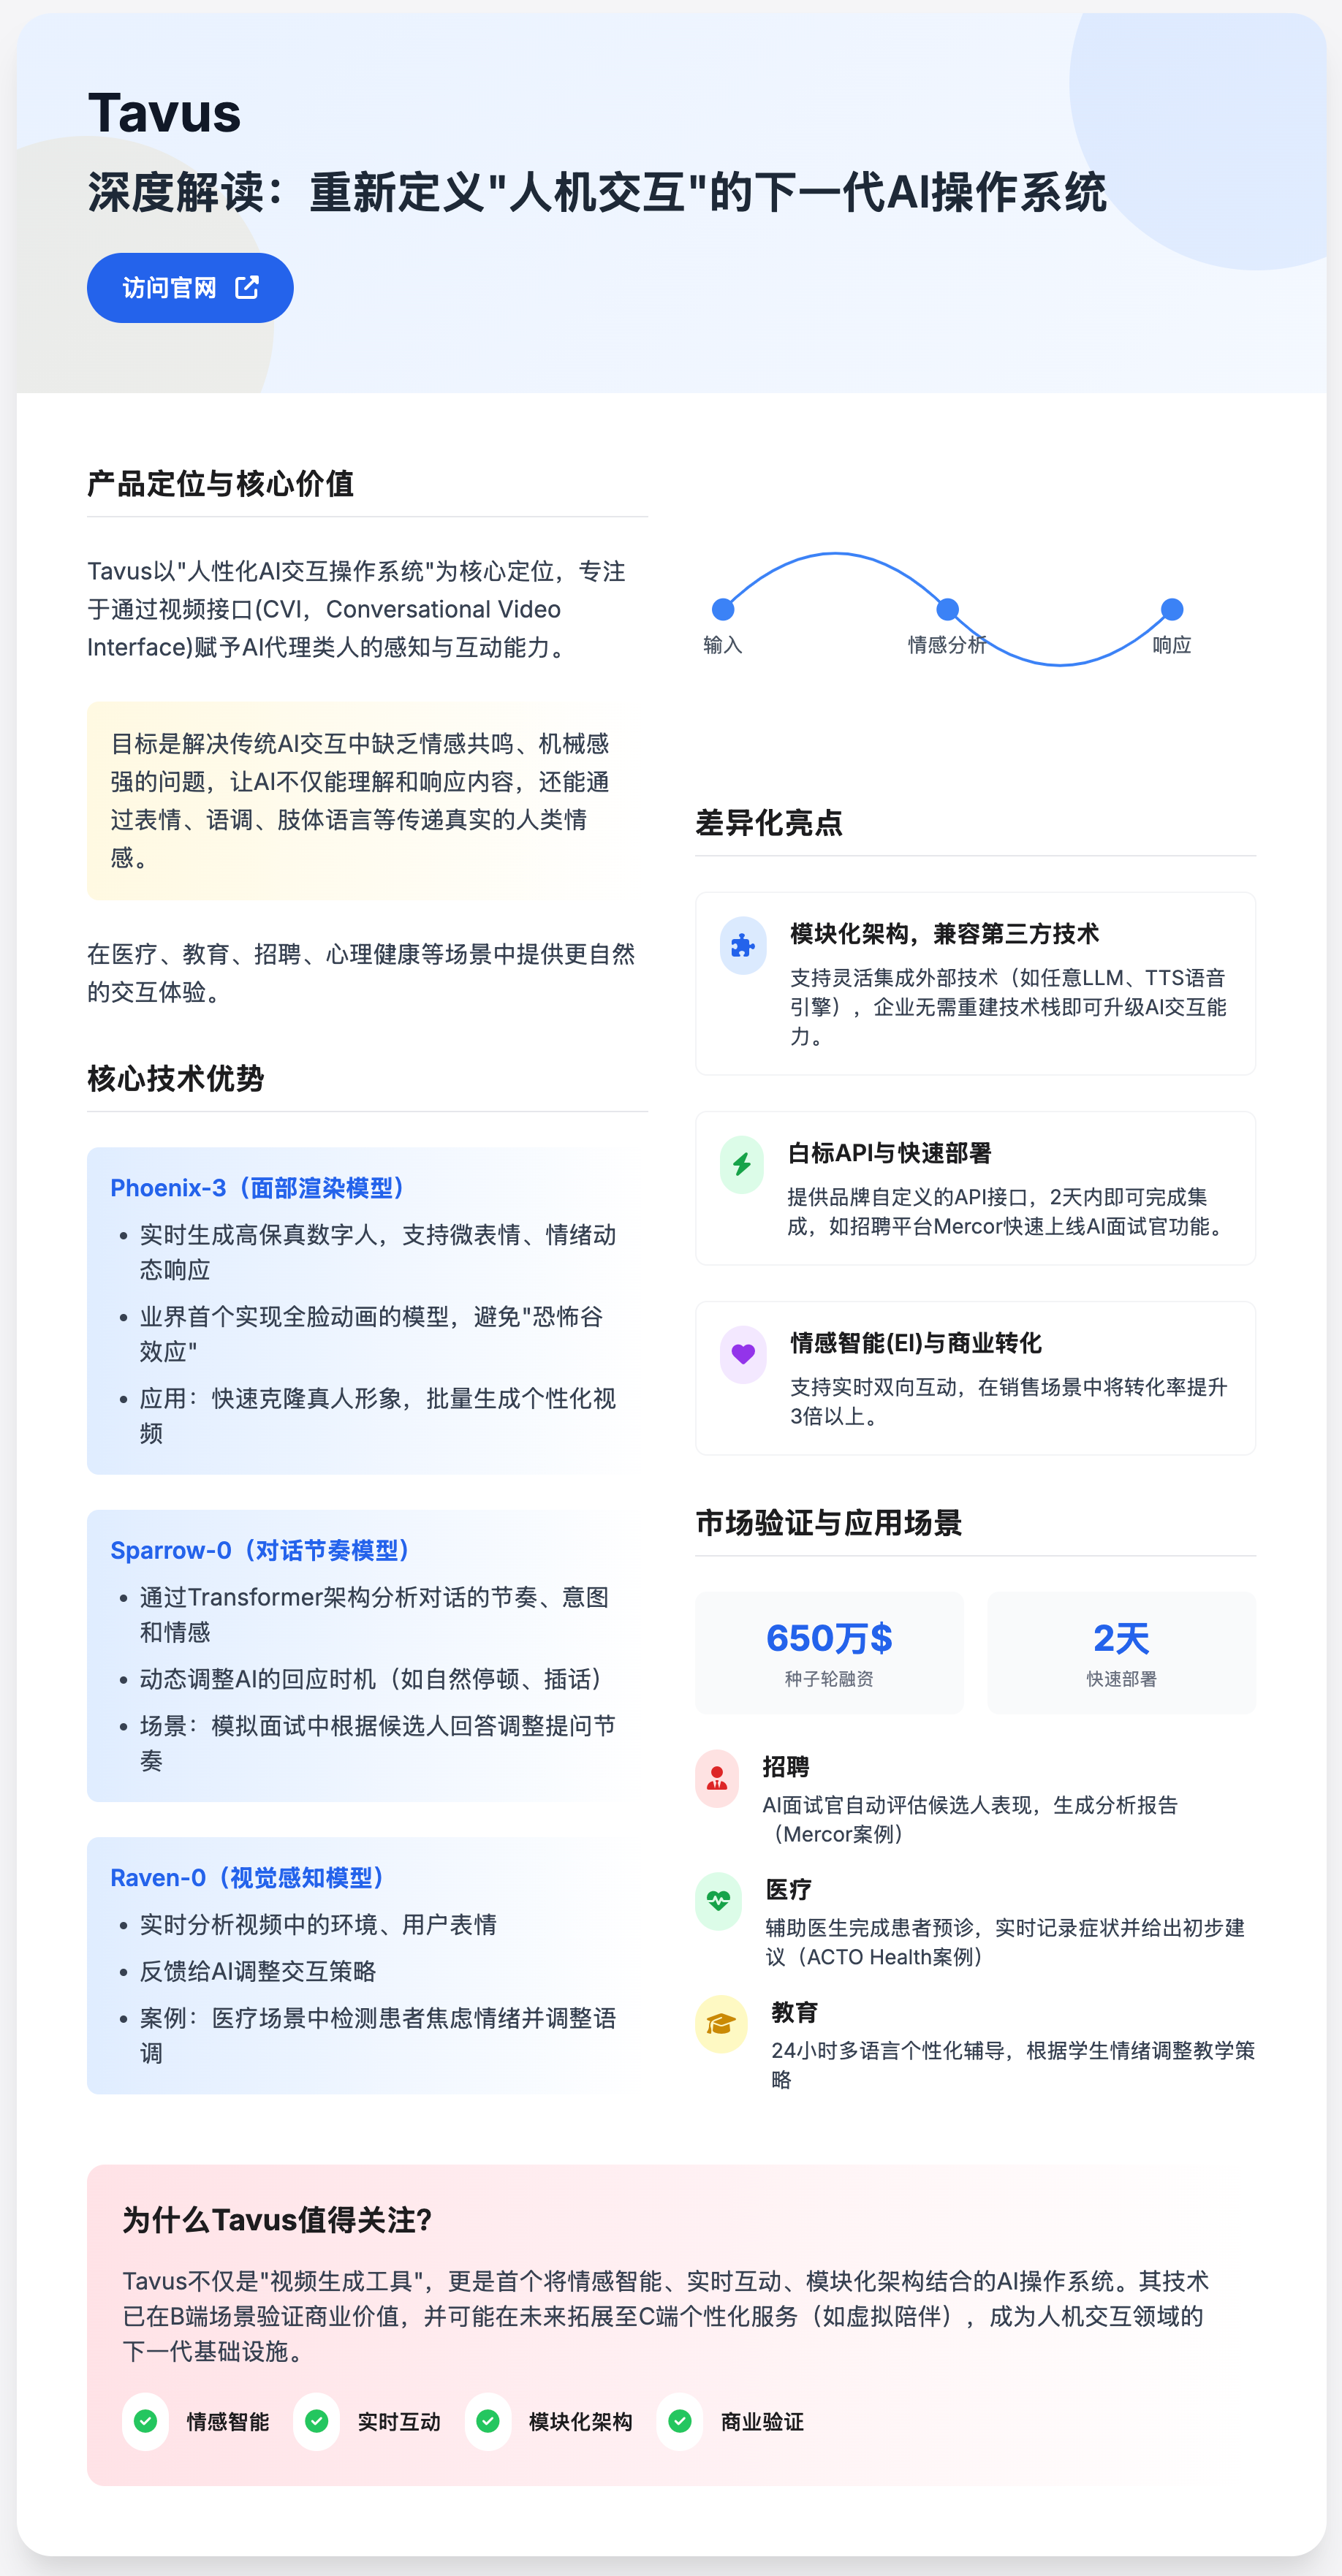 Tavus
深度解读：重新定义"人机交互"的下一代AI操作系统
访问官网
产品定位与核心价值
Tavus以"人性化AI交互操作系统"为核心定位，专注
于通过视频接口(CVI，Conversational Video
Interface)赋予AI代理类人的感知与互动能力。
目标是解决传统AI交互中缺乏情感共鸣、机械感
强的问题，让AI不仅能理解和响应内容，还能通
过表情、语调、肢体语言等传递真实的人类情
感。
在医疗、教育、招聘、心理健康等场景中提供更自然
的交互体验。
核心技术优势
Phoenix-3（面部渲染模型）
• 实时生成高保真数字人，支持微表情、情绪动
态响应
• 业界首个实现全脸动画的模型，避免"恐怖谷
效应"
• 应用：快速克隆真人形象，批量生成个性化视
频
Sparrow-0（对话节奏模型）
• 通过Transformer架构分析对话的节奏、意图
和情感
• 动态调整AI的回应时机（如自然停顿、插话）
• 场景：模拟面试中根据候选人回答调整提问节
奏
Raven-0（视觉感知模型）
• 实时分析视频中的环境、用户表情
• 反馈给AI调整交互策略
• 案例：医疗场景中检测患者焦虑情绪并调整语
调
输入
情感分析
响应
差异化亮点
模块化架构，兼容第三方技术
支持灵活集成外部技术（如任意LLM、TTS语音
引擎），企业无需重建技术栈即可升级AI交互能
力。
白标API与快速部署
提供品牌自定义的API接口，2天内即可完成集
成，如招聘平台Mercor快速上线AI面试官功能。
情感智能(EI)与商业转化
支持实时双向互动，在销售场景中将转化率提升
3倍以上。
市场验证与应用场景
650万$
种子轮融资
2天
快速部署
招聘
AI面试官自动评估候选人表现，生成分析报告
（Mercor案例）
医疗
辅助医生完成患者预诊，实时记录症状并给出初步建
议（ACTO Health案例）
教育
24小时多语言个性化辅导，根据学生情绪调整教学策
略
为什么Tavus值得关注?
Tavus不仅是"视频生成工具"，更是首个将情感智能、实时互动、模块化架构结合的AI操作系统。其技术
已在B端场景验证商业价值，并可能在未来拓展至C端个性化服务（如虚拟陪伴），成为人机交互领域的
下一代基础设施。
情感智能
实时互动
模块化架构
商业验证